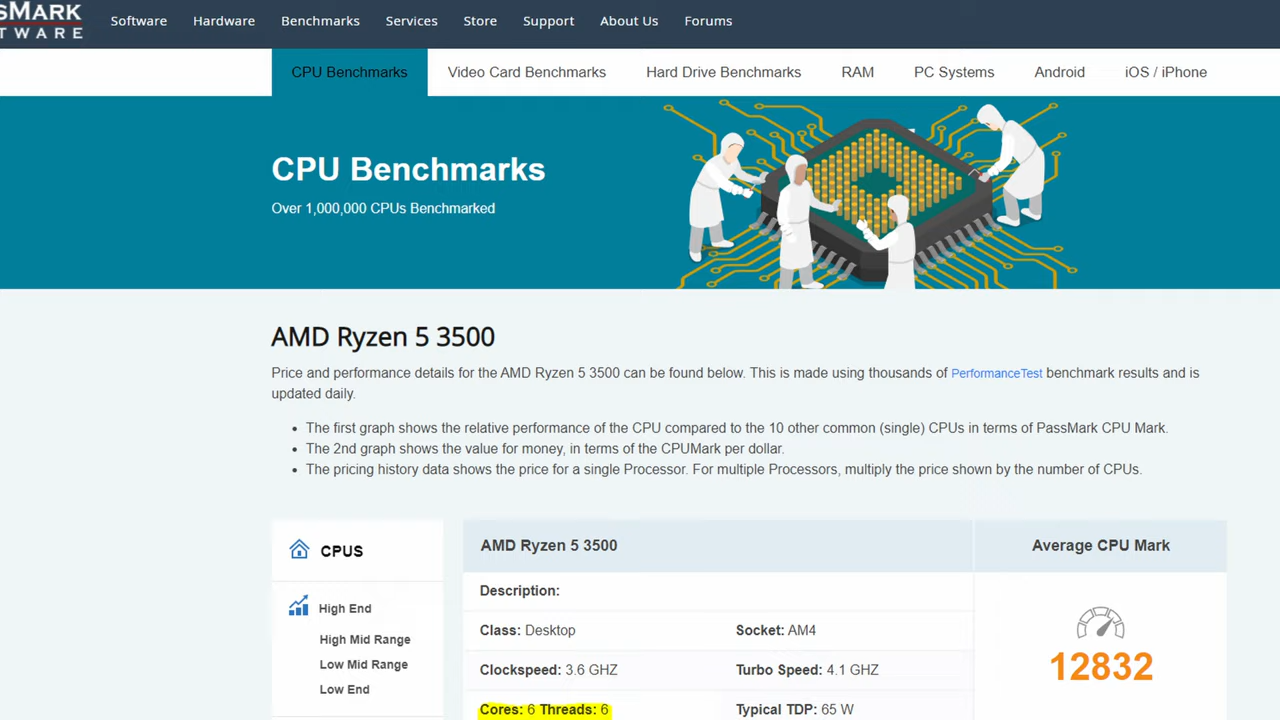 Software Hardware Benchmarks Services Store Support About Us Forums
CPU Benchmarks Video Card Benchmarks Hard Drive Benchmarks RAM PC Systems Android iOS / iPhone
CPU Benchmarks
Over 1,000,000 CPUs Benchmarked
AMD Ryzen 5 3500
Price and performance details for the AMD Ryzen 5 3500 can be found below. This is made using thousands of PerformanceTest benchmark results and is
updated daily.
• The first graph shows the relative performance of the CPU compared to the 10 other common (single) CPUs in terms of PassMark CPU Mark.
• The 2nd graph shows the value for money, in terms of the CPUMark per dollar.
• The pricing history data shows the price for a single Processor. For multiple Processors, multiply the price shown by the number of CPUs.
CPUS
High End
High Mid Range
Low Mid Range
Low End
AMD Ryzen 5 3500
Description:
Class: Desktop Socket: AM4
Clockspeed: 3.6 GHZ Turbo Speed: 4.1 GHZ
Cores: 6 Threads: 6 Typical TDP: 65 W
Average CPU Mark
12832